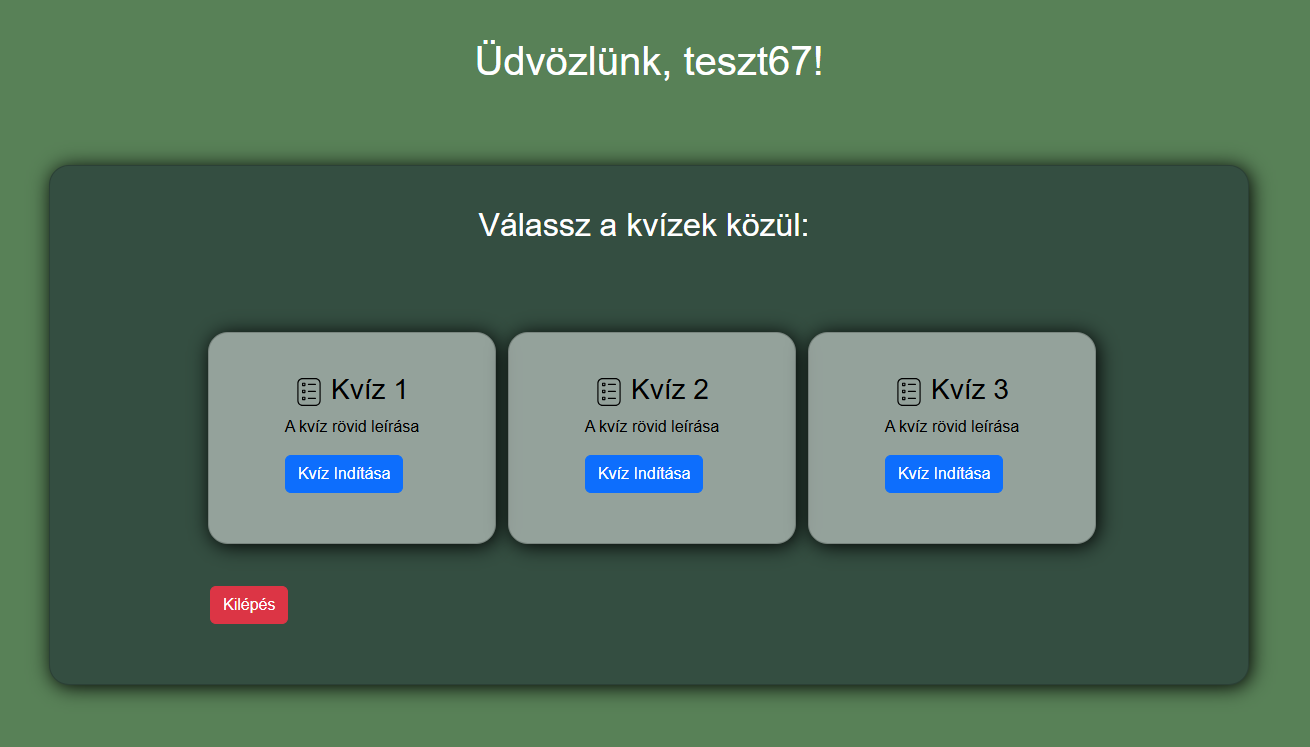 Üdvözlünk, teszt67!
Válassz a kvízek közül:
Kvíz 1
A kvíz rövid leírása
Kvíz Indítása
Kvíz 2
A kvíz rövid leírása
Kvíz Indítása
Kvíz 3
A kvíz rövid leírása
Kvíz Indítása
Kilépés